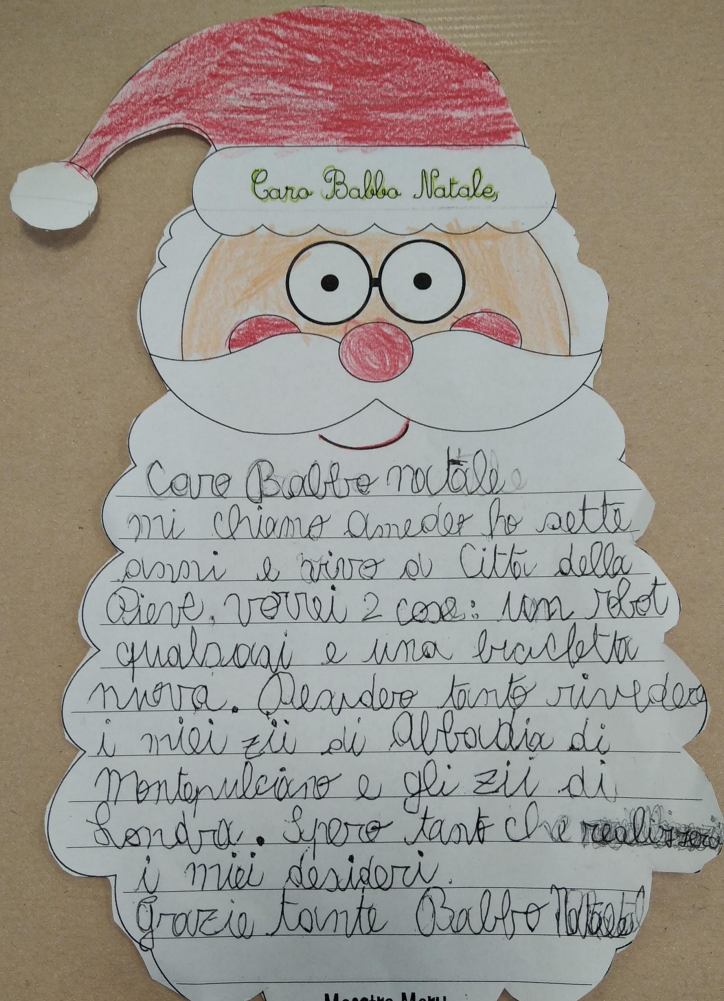 Caro Babbo Natale,
Caro Babbo natale
mi chiamo Amedeo ho sette
anni e vivo a Città della
Pieve, vorrei 2 cose: un robot
qualsiasi e una bicicletta
nuova. Desidero tanto rivedere
i miei zii di Abbadia di
Montepulciano e gli zii di
Londra. Spero tanto che realizzerai
i miei desideri.
Grazie tante Babbo Natale
Maestra Mary